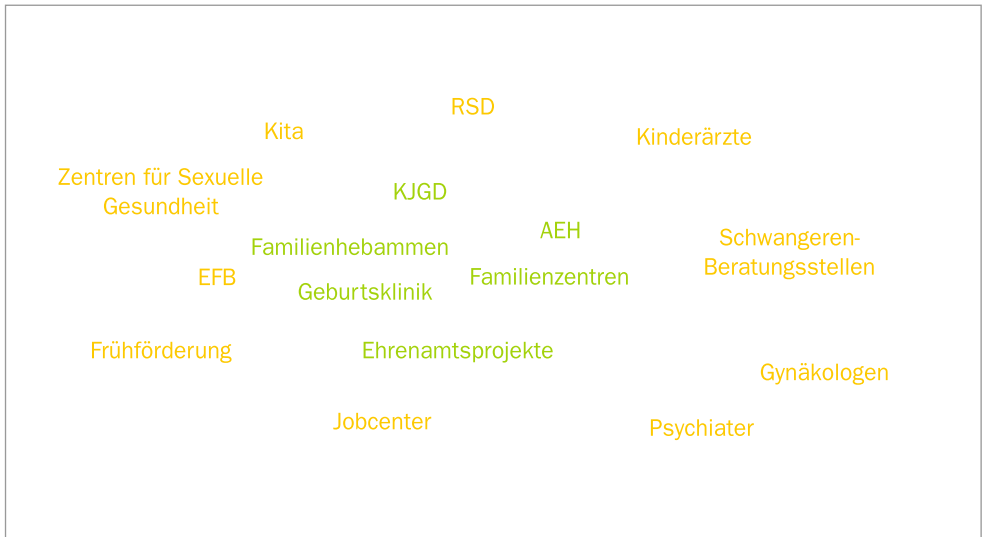 RSD
Kita
Kinderärzte
Zentren für Sexuelle
Gesundheit
KJGD
AEH
Schwangeren-
Beratungsstellen
Familienhebammen
EFB
Familienzentren
Geburtsklinik
Frühförderung
Ehrenamtsprojekte
Gynäkologen
Jobcenter
Psychiater